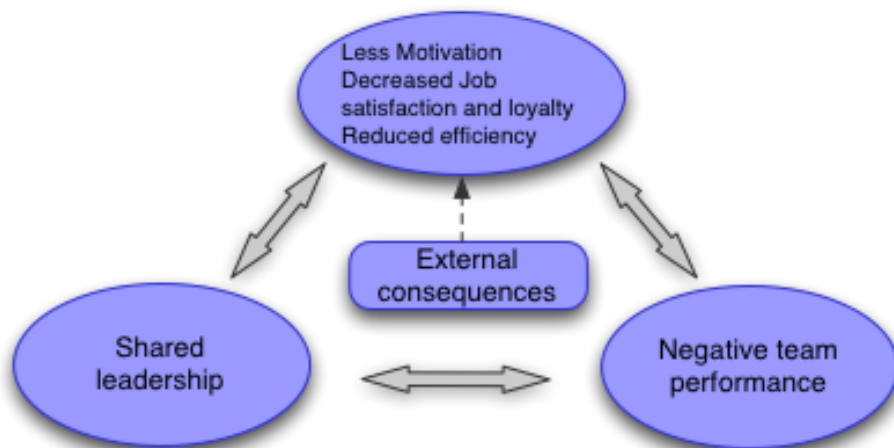 Less Motivation
Decreased Job
satisfaction and loyalty
Reduced efficiency
External
consequences
Shared
leadership
Negative team
performance